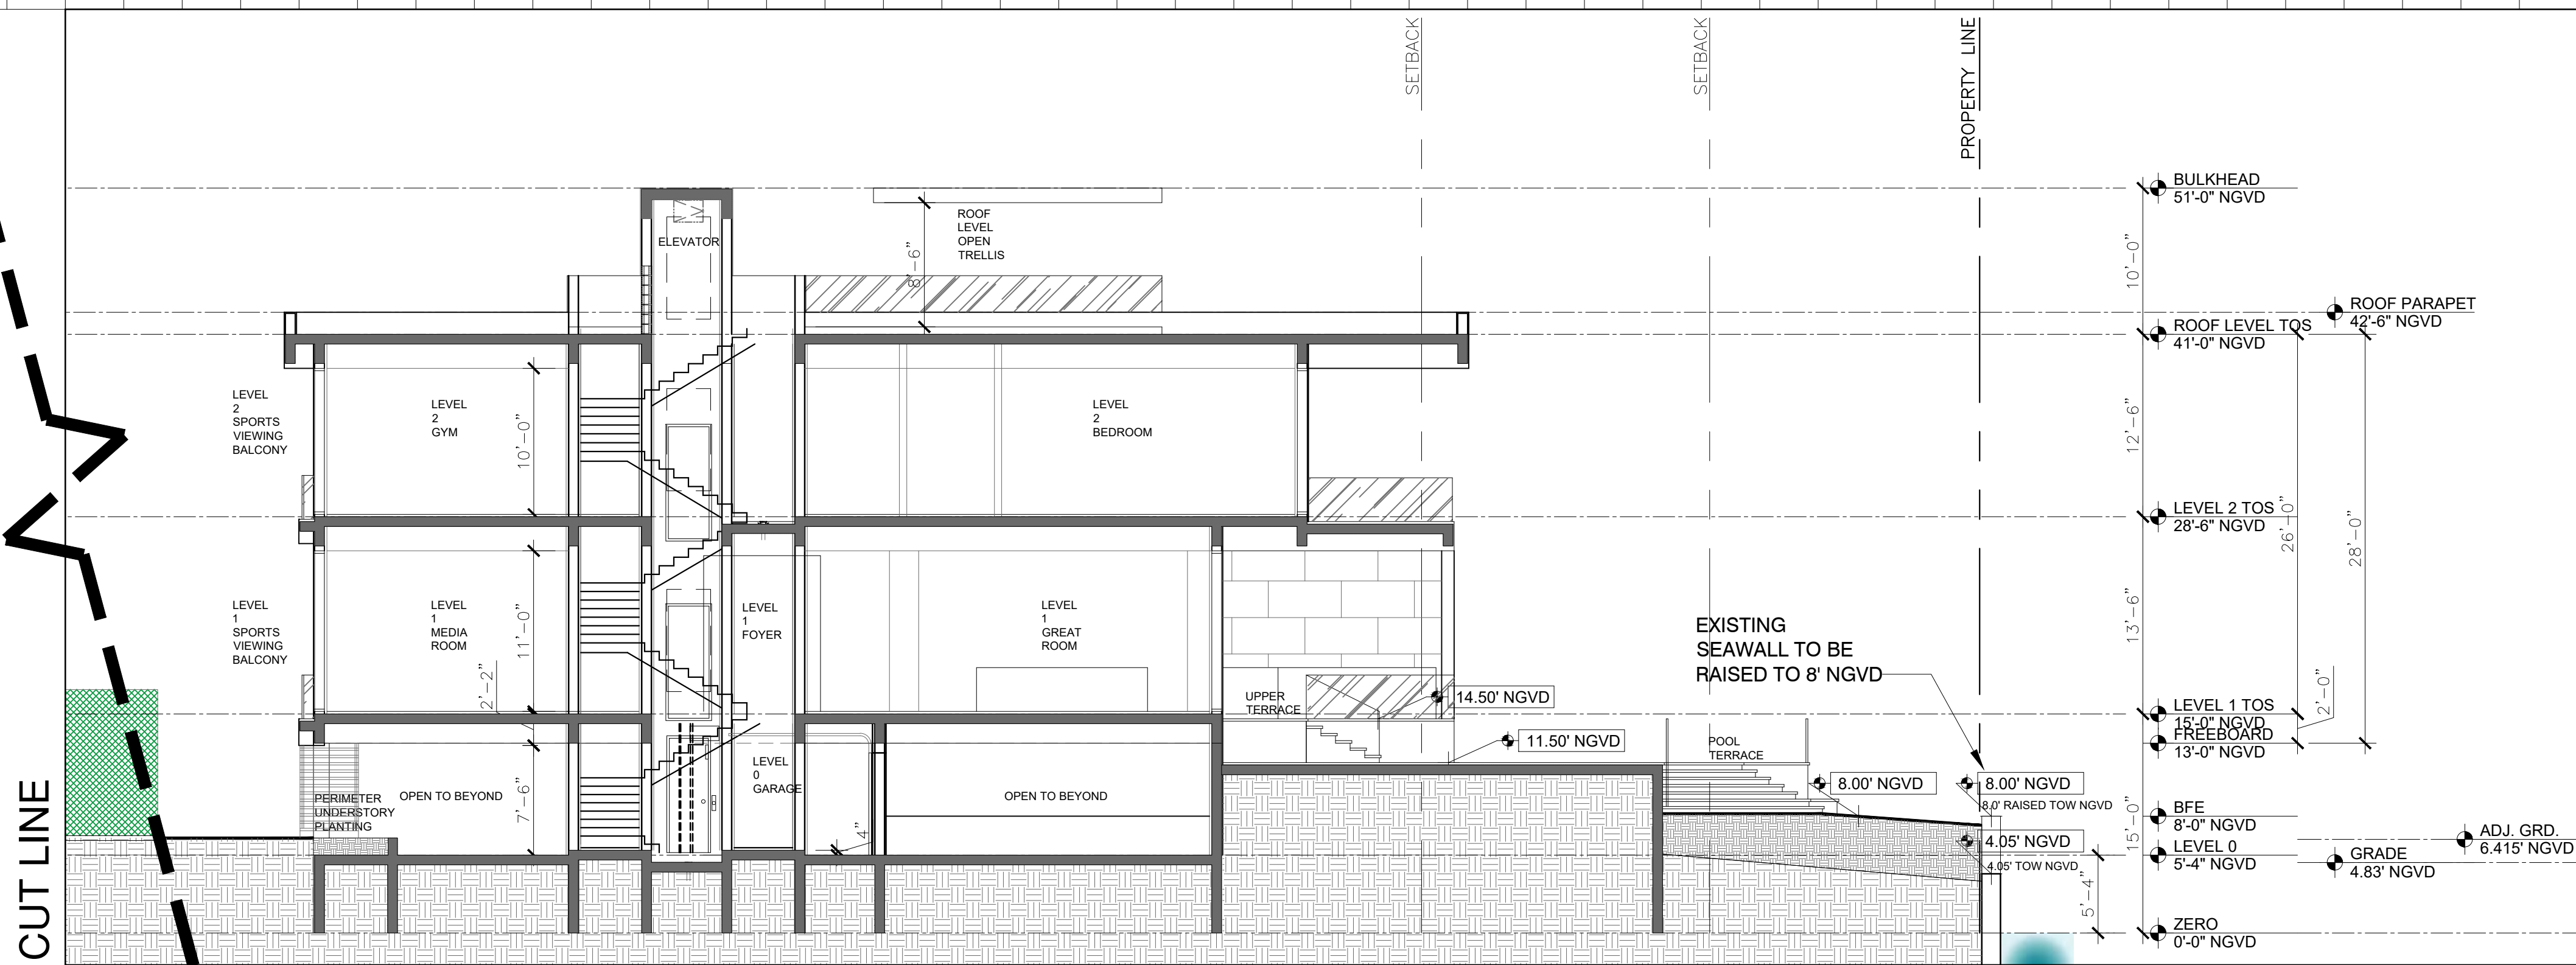 SETBACK
SETBACK
PROPERTY LINE
BULKHEAD
51'-0" NGVD
ROOF
LEVEL
OPEN
TRELLIS
ELEVATOR
8'-6"
10'-0"
ROOF PARAPET
42'-6" NGVD
ROOF LEVEL TOS
41'-0" NGVD
LEVEL
2
SPORTS
VIEWING
BALCONY
LEVEL
2
GYM
10'-0"
LEVEL
2
BEDROOM
12'-6"
LEVEL 2 TOS
28'-6" NGVD
26'-0"
28'-0"
LEVEL
1
SPORTS
VIEWING
BALCONY
LEVEL
1
MEDIA
ROOM
11'-0"
2'-2"
LEVEL
1
FOYER
LEVEL
1
GREAT
ROOM
13'-6"
EXISTING
SEAWALL TO BE
RAISED TO 8' NGVD
UPPER
TERRACE
14.50' NGVD
11.50' NGVD
POOL
TERRACE
LEVEL 1 TOS
15'-0" NGVD
FREEBOARD
13'-0" NGVD
2'-0"
LEVEL
0
GARAGE
PERIMETER
UNDERSTORY
PLANTING
OPEN TO BEYOND
7'-6"
4"
OPEN TO BEYOND
8.00' NGVD
8.00' NGVD
8.0' RAISED TOW NGVD
4.05' NGVD
4.05' TOW NGVD
15'-0"
BFE
8'-0" NGVD
LEVEL 0
5'-4" NGVD
ADJ. GRD.
6.415' NGVD
GRADE
4.83' NGVD
5'-4"
ZERO
0'-0" NGVD
CUT LINE